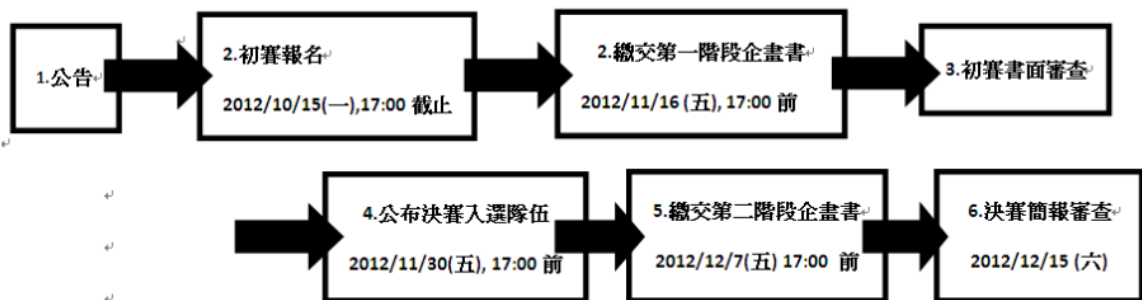 1.公告
2.初賽報名
2012/10/15(一),17:00 截止
2.繳交第一階段企畫書
2012/11/16 (五), 17:00 前
3.初賽書面審查
4.公布決賽入選隊伍
2012/11/30(五), 17:00 前
5.繳交第二階段企畫書
2012/12/7(五) 17:00 前
6.決賽簡報審查
2012/12/15 (六)